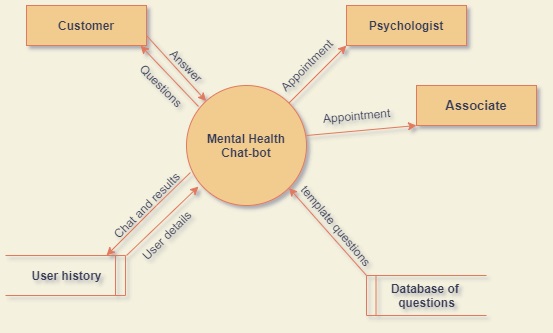 Customer
Psychologist
Answer
Questions
Appointment
Associate
Appointment
Mental Health
Chat-bot
Chat and results
User details
template questions
User history
Database of
questions